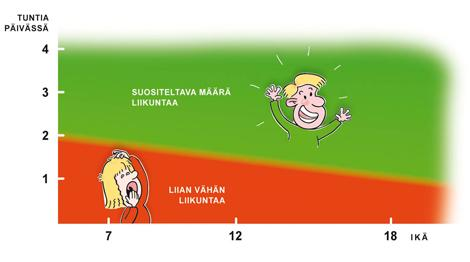 TUNTIA
PÄIVÄSSÄ
4
3
SUOSITELTAVA MÄÄRÄ
LIIKUNTAA
2
1
LIIAN VÄHÄN
LIIKUNTAA
7 12 18 IKÄ